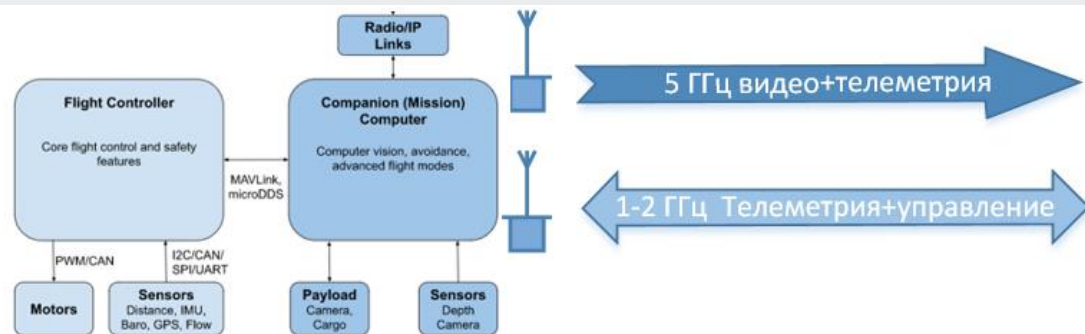 Radio/IP
Links
5 ГГц видео+телеметрия
Flight Controller
Core flight control and safety
features
Companion (Mission)
Computer
Computer vision, avoidance,
advanced flight modes
MAVLink,
microDDS
1-2 ГГц Телеметрия+управление
PWM/CAN
I2C/CAN/
SPI/UART
Motors
Sensors
Distance, IMU,
Baro, GPS, Flow
Payload
Camera,
Cargo
Sensors
Depth
Camera